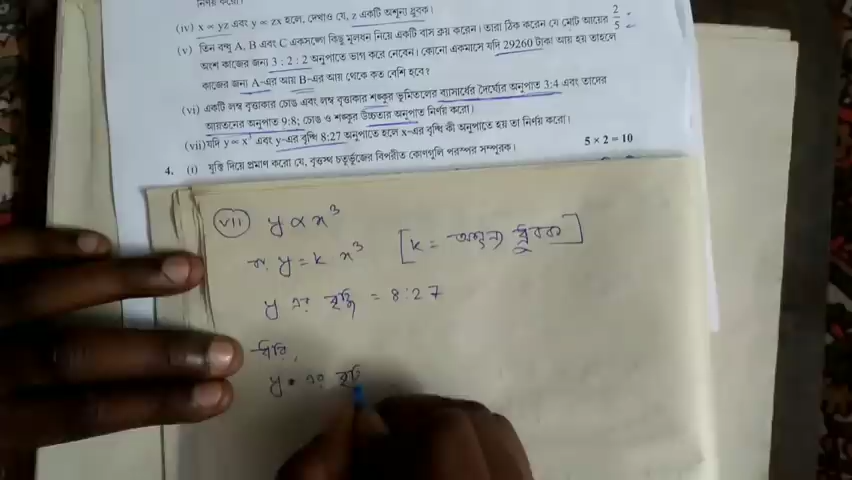 নির্ণয় করো।
(iv) x ∝ yz এবং y ∝ zx হলে, দেখাও যে, z একটি অশূন্য ধ্রুবক।
(v) তিন বন্ধু A, B এবং C একসঙ্গে কিছু মূলধন নিয়ে একটি বাস ক্রয় করেন। তারা ঠিক করেন যে মোট আয়ের 2/5
অংশ কাজের জন্য 3 : 2 : 2 অনুপাতে ভাগ করে নেবেন। কোনো একমাসে যদি 29260 টাকা আয় হয় তাহলে
কাজের জন্য A-এর আয় B-এর আয় থেকে কত বেশি হবে?
(vi) একটি লম্ব বৃত্তাকার চোঙ এবং লম্ব বৃত্তাকার শঙ্কুর ভূমিতলের ব্যাসার্ধের দৈর্ঘ্যের অনুপাত 3:4 এবং তাদের
আয়তনের অনুপাত 9:8; চোঙ ও শঙ্কুর উচ্চতার অনুপাত নির্ণয় করো।
(vii) যদি y ∝ x³ এবং y-এর বৃদ্ধি 8:27 অনুপাতে হলে x-এর বৃদ্ধি কী অনুপাতে হয় তা নির্ণয় করো।
4. (i) যুক্তি দিয়ে প্রমাণ করো যে, বৃত্তস্থ চতুর্ভুজের বিপরীত কোণগুলি পরস্পর সম্পূরক। 5 × 2 = 10
VII y ∝ x³
বা, y = k x³ [k = অশূন্য ধ্রুবক]
y এর বৃদ্ধি = 8:27
ধরি,
y এর বৃদ্ধি